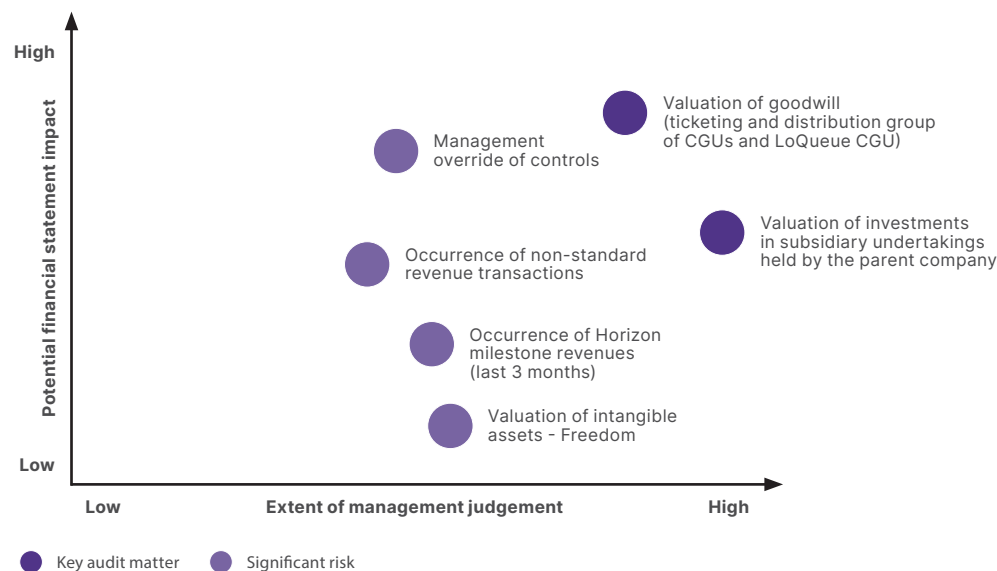 High
Potential financial statement impact
Low
Valuation of goodwill
(ticketing and distribution group
of CGUs and LoQueue CGU)
Management
override of controls
Valuation of investments
in subsidiary undertakings
held by the parent company
Occurrence of non-standard
revenue transactions
Occurrence of Horizon
milestone revenues
(last 3 months)
Valuation of intangible
assets - Freedom
Low
Extent of management judgement
High
Key audit matter
Significant risk